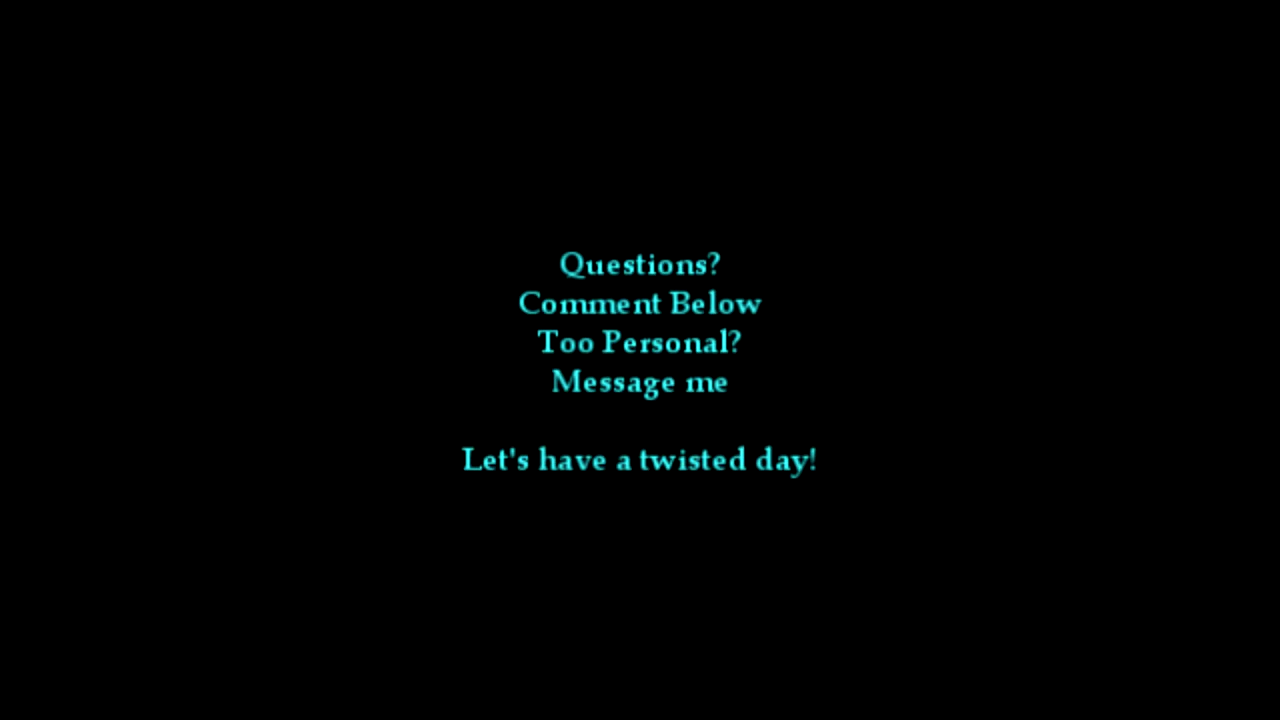 Questions?
Comment Below
Too Personal?
Message me
Let's have a twisted day!